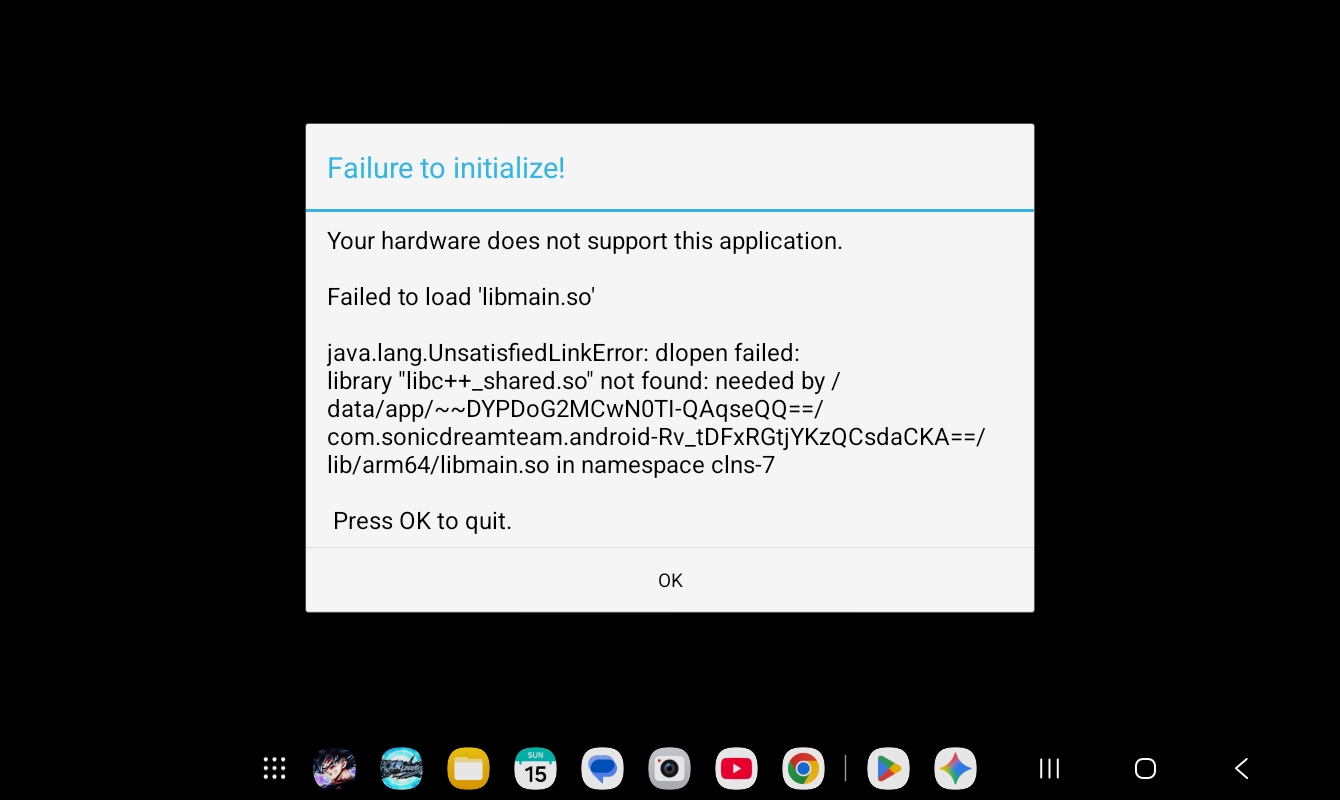 Failure to initialize!
Your hardware does not support this application.
Failed to load 'libmain.so'
java.lang.UnsatisfiedLinkError: dlopen failed:
library "libc++_shared.so" not found: needed by /
data/app/~~DYPDoG2MCwN0TI-QAqseQQ==/
com.sonicdreamteam.android-Rv_tDFxRGtjYKzQCsdaCKA==/
lib/arm64/libmain.so in namespace clns-7
Press OK to quit.
OK
SUN
15